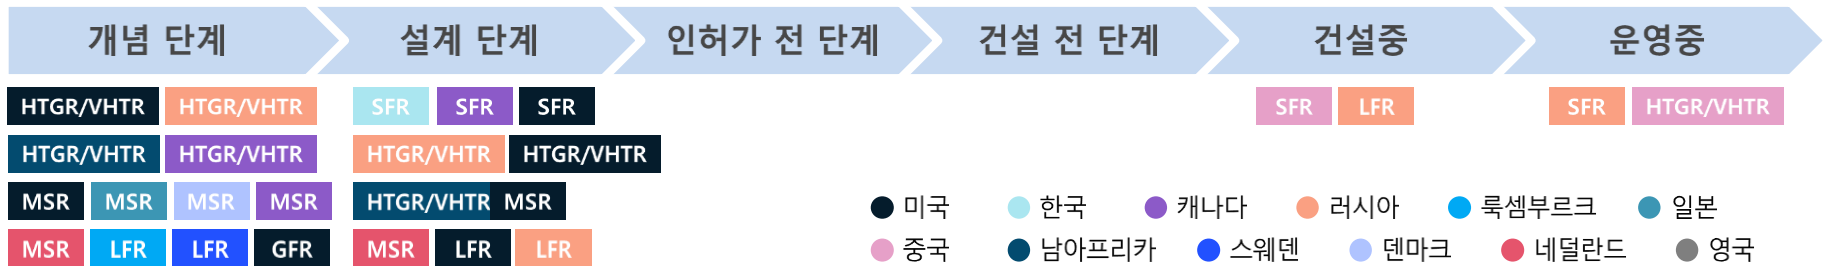 개념 단계 설계 단계 인허가 전 단계 건설 전 단계 건설중 운영중
HTGR/VHTR HTGR/VHTR SFR SFR SFR SFR LFR SFR HTGR/VHTR
HTGR/VHTR HTGR/VHTR HTGR/VHTR HTGR/VHTR
MSR MSR MSR MSR HTGR/VHTR MSR 미국 한국 캐나다 러시아 룩셈부르크 일본
MSR LFR LFR GFR MSR LFR LFR 중국 남아프리카 스웨덴 덴마크 네덜란드 영국